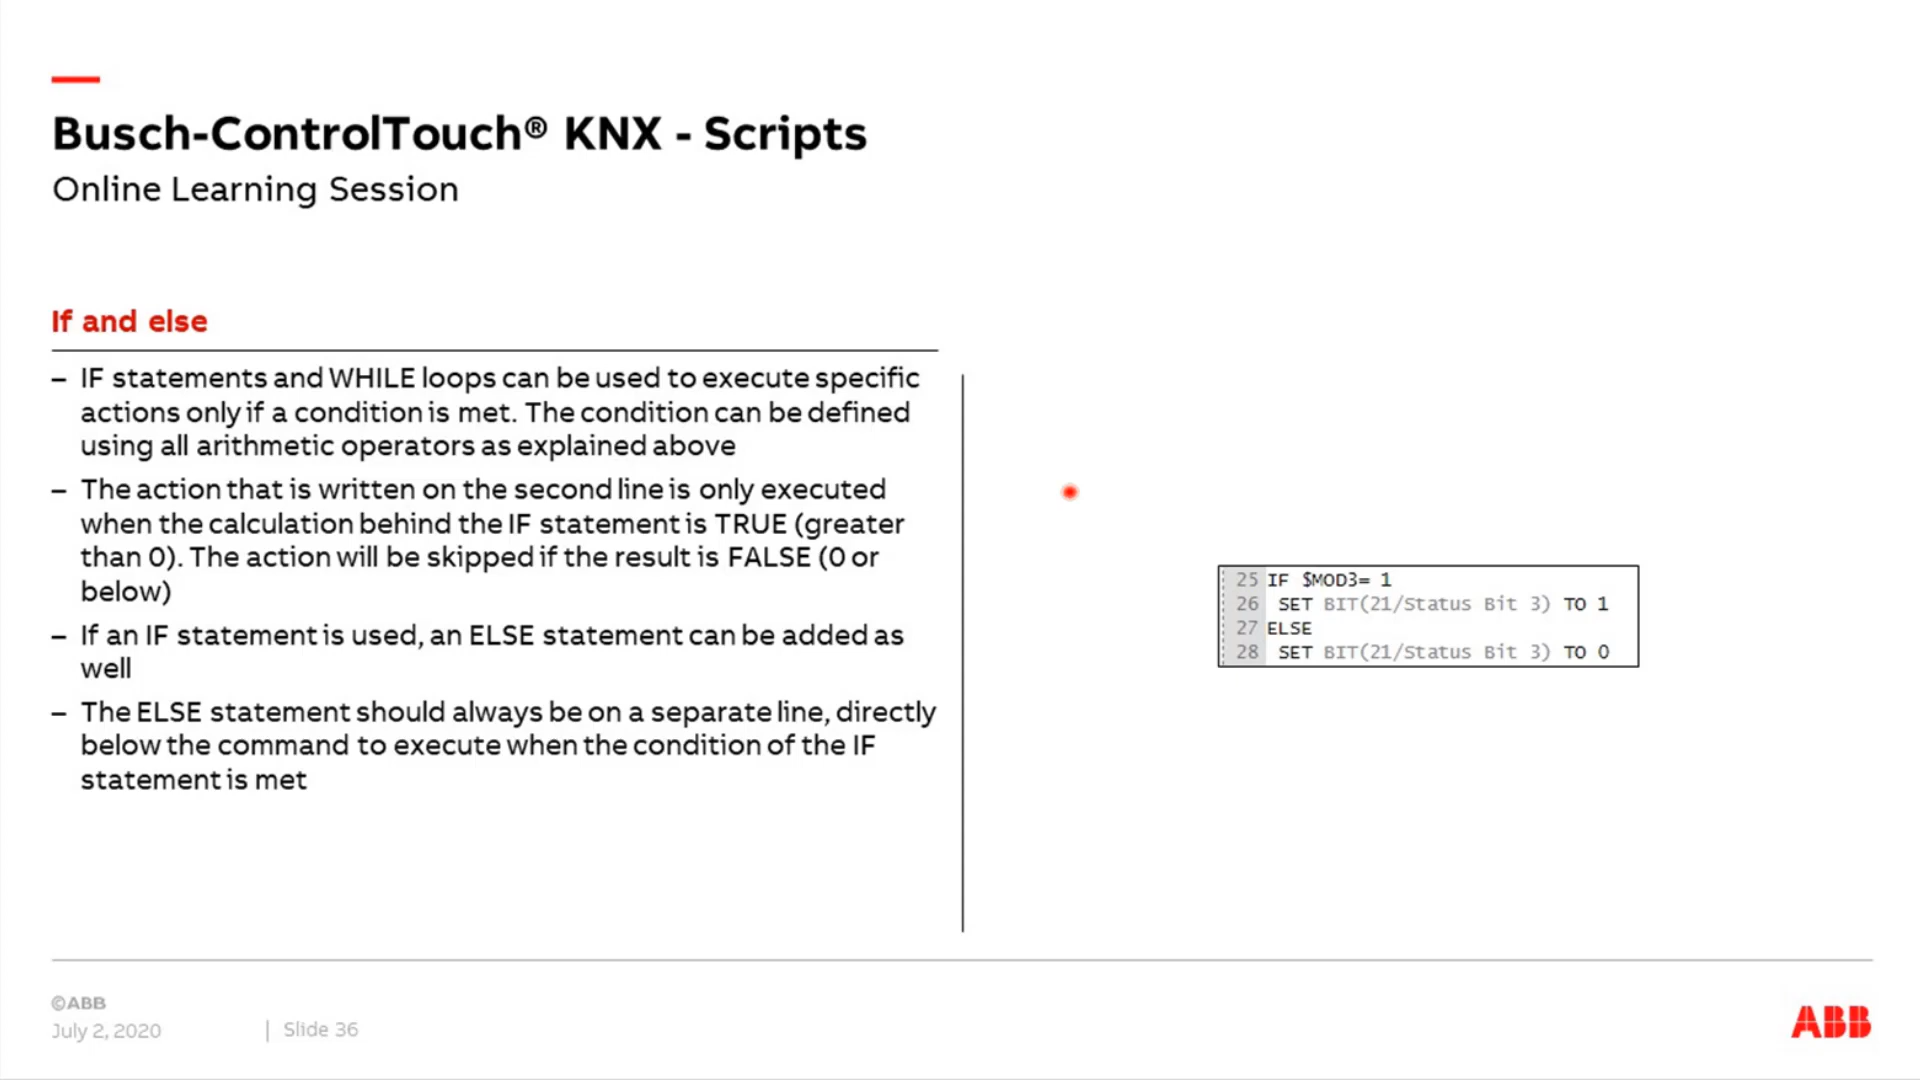 Busch-ControlTouch® KNX - Scripts
Online Learning Session
If and else
– IF statements and WHILE loops can be used to execute specific
actions only if a condition is met. The condition can be defined
using all arithmetic operators as explained above
– The action that is written on the second line is only executed
when the calculation behind the IF statement is TRUE (greater
than 0). The action will be skipped if the result is FALSE (0 or
below)
– If an IF statement is used, an ELSE statement can be added as
well
– The ELSE statement should always be on a separate line, directly
below the command to execute when the condition of the IF
statement is met
25 IF $MOD3= 1
26 SET BIT(21/Status Bit 3) TO 1
27 ELSE
28 SET BIT(21/Status Bit 3) TO 0
©ABB
July 2, 2020 | Slide 36
ABB